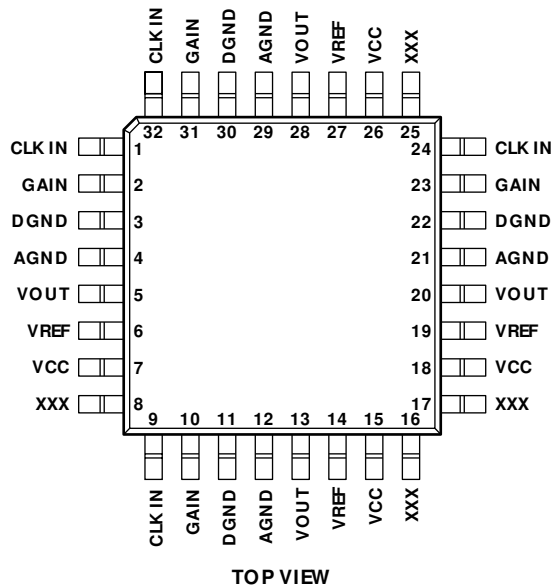 CLK IN
GAIN
DGND
AGND
VOUT
VREF
VCC
XXX
32 31 30 29 28 27 26 25
CLK IN 1 24 CLK IN
GAIN 2 23 GAIN
DGND 3 22 DGND
AGND 4 21 AGND
VOUT 5 20 VOUT
VREF 6 19 VREF
VCC 7 18 VCC
XXX 8 17 XXX
9 10 11 12 13 14 15 16
CLK IN
GAIN
DGND
AGND
VOUT
VREF
VCC
XXX
TOP VIEW